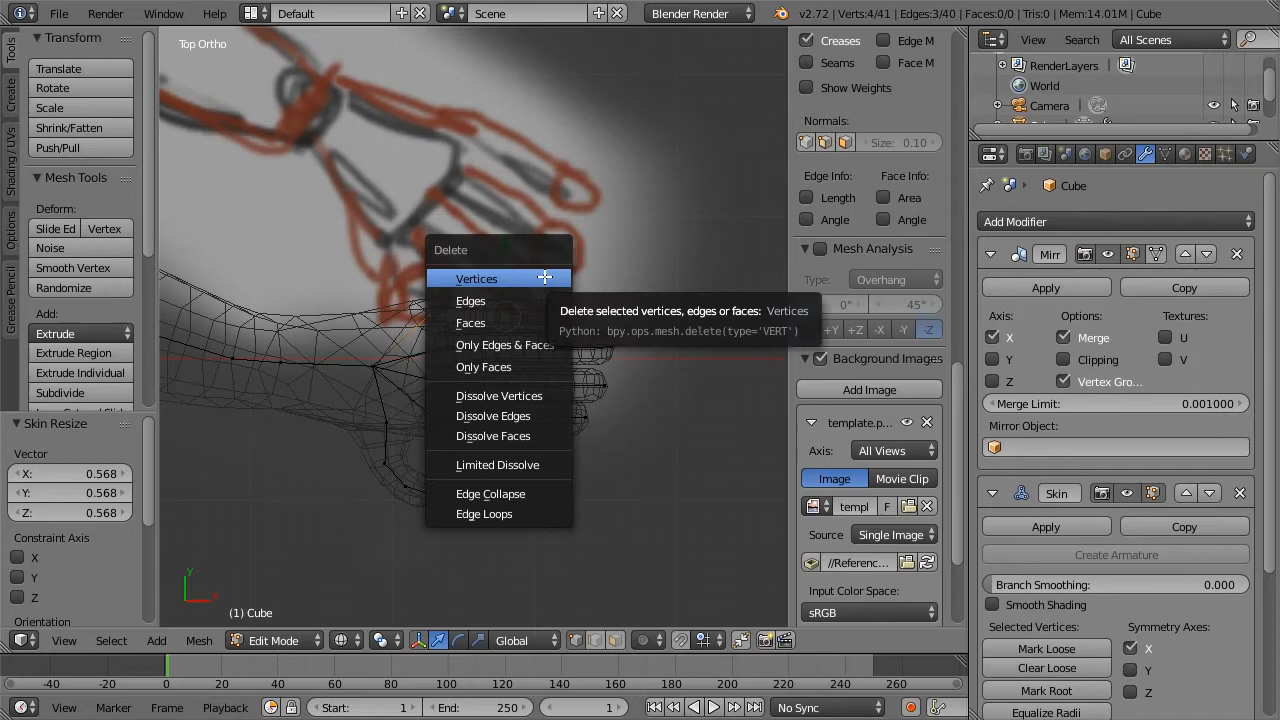 File Render Window Help Default Scene Blender Render v2.72 | Verts:4/41 | Edges:3/40 | Faces:0/0 | Tris:0 | Mem:14.01M | Cube
Tools
Create
Shading / UVs
Options
Grease Pencil
Transform
Translate
Rotate
Scale
Shrink/Fatten
Push/Pull
Mesh Tools
Deform:
Slide Ed Vertex
Noise
Smooth Vertex
Randomize
Add:
Extrude
Extrude Region
Extrude Individual
Subdivide
Skin Resize
Vector
X: 0.568
Y: 0.568
Z: 0.568
Constraint Axis
X
Y
Z
Orientation
Top Ortho
Delete
Vertices
Edges
Faces
Only Edges & Faces
Only Faces
Dissolve Vertices
Dissolve Edges
Dissolve Faces
Limited Dissolve
Edge Collapse
Edge Loops
Delete selected vertices, edges or faces: Vertices
Python: bpy.ops.mesh.delete(type='VERT')
y
x
(1) Cube
View Select Add Mesh Edit Mode Global
Creases Edge M
Seams Face M
Show Weights
Normals:
Size: 0.10
Edge Info: Face Info:
Length Area
Angle Angle
Mesh Analysis
Type: Overhang
0° 45°
+Y +Z -X -Y -Z
Background Images
Add Image
template.p...
Axis: All Views
Image Movie Clip
templ F
Source Single Image
//Referenc...
Input Color Space:
sRGB
View Search All Scenes
RenderLayers
World
Camera
Cube
Add Modifier
Mirr
Apply Copy
Axis: Options: Textures:
X Merge U
Y Clipping V
Z Vertex Gro...
Merge Limit: 0.001000
Mirror Object:
Skin
Apply Copy
Create Armature
Branch Smoothing: 0.000
Smooth Shading
Selected Vertices: Symmetry Axes:
Mark Loose X
Clear Loose Y
Mark Root Z
Equalize Radii
-40 -20 0 20 40 60 80 100 120 140 160 180 200 220 240 260
View Marker Frame Playback Start: 1 End: 250 1 No Sync